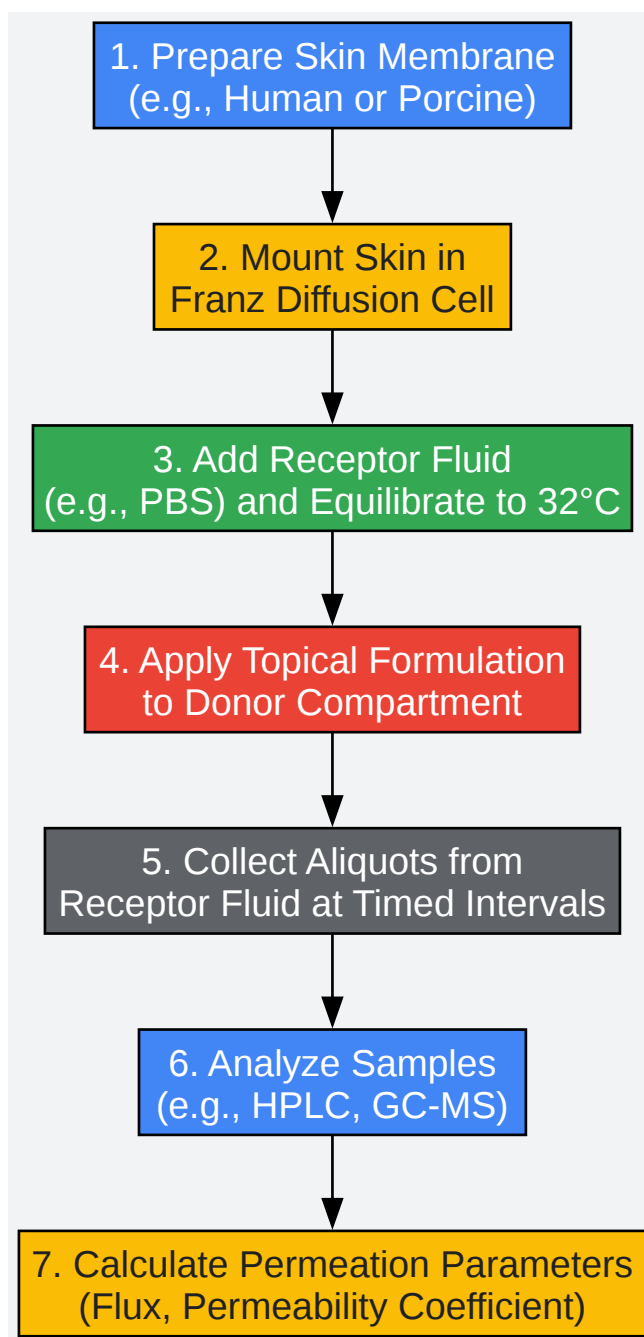 1. Prepare Skin Membrane
(e.g., Human or Porcine)
2. Mount Skin in
Franz Diffusion Cell
3. Add Receptor Fluid
(e.g., PBS) and Equilibrate to 32°C
4. Apply Topical Formulation
to Donor Compartment
5. Collect Aliquots from
Receptor Fluid at Timed Intervals
6. Analyze Samples
(e.g., HPLC, GC-MS)
7. Calculate Permeation Parameters
(Flux, Permeability Coefficient)